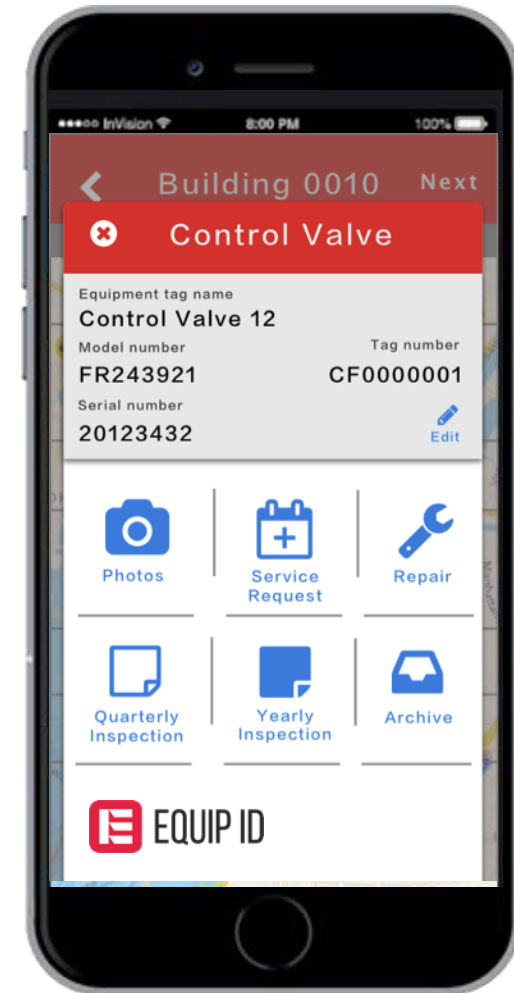 InVision 8:00 PM 100%
Building 0010 Next
Control Valve
Equipment tag name
Control Valve 12
Model number Tag number
FR243921 CF0000001
Serial number
20123432 Edit
Photos Service Request Repair
Quarterly Inspection Yearly Inspection Archive
EQUIP ID